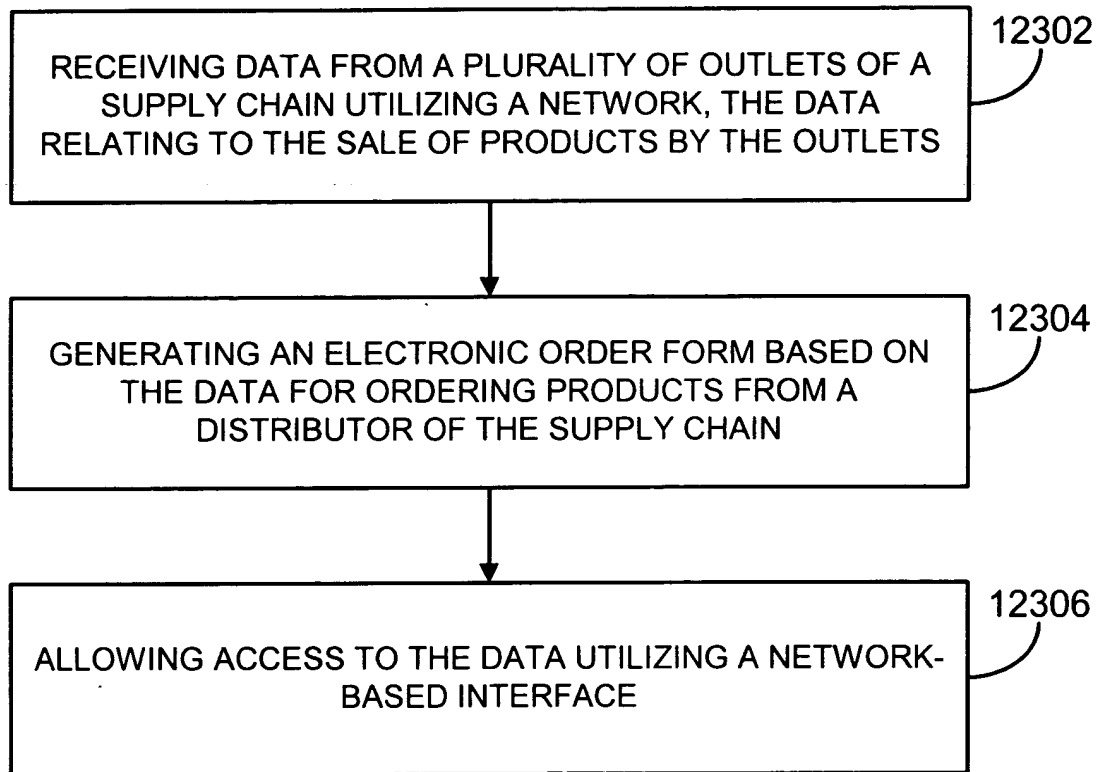 12302
RECEIVING DATA FROM A PLURALITY OF OUTLETS OF A
SUPPLY CHAIN UTILIZING A NETWORK, THE DATA
RELATING TO THE SALE OF PRODUCTS BY THE OUTLETS
12304
GENERATING AN ELECTRONIC ORDER FORM BASED ON
THE DATA FOR ORDERING PRODUCTS FROM A
DISTRIBUTOR OF THE SUPPLY CHAIN
12306
ALLOWING ACCESS TO THE DATA UTILIZING A NETWORK-
BASED INTERFACE